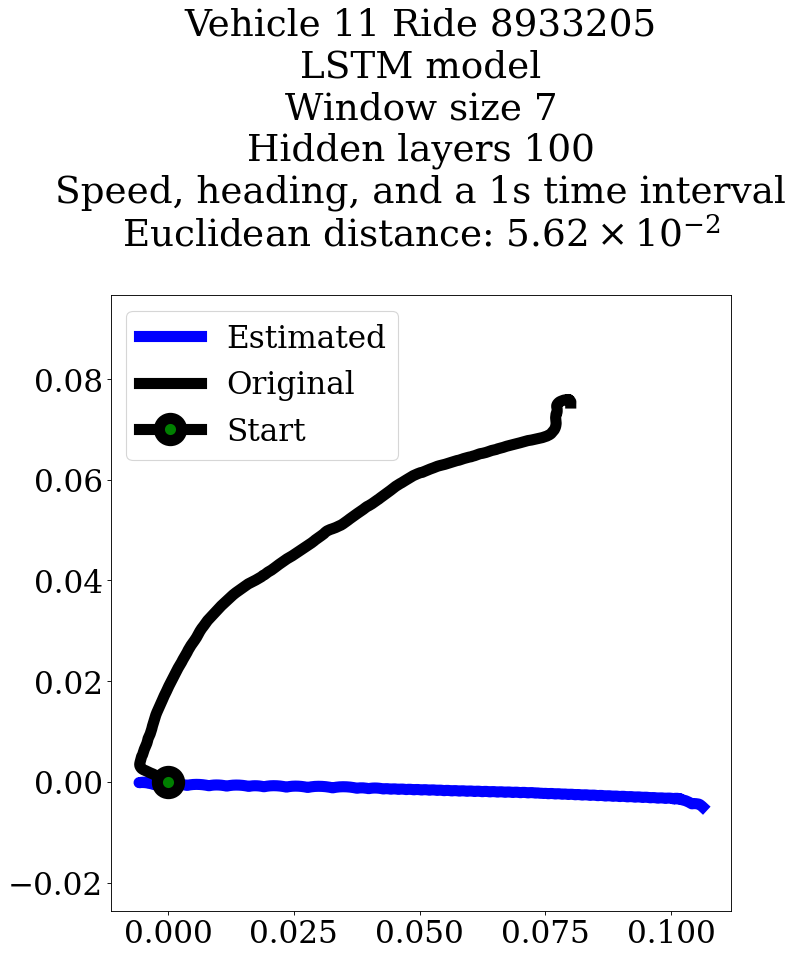 Vehicle 11 Ride 8933205
LSTM model
Window size 7
Hidden layers 100
Speed, heading, and a 1s time interval
Euclidean distance: 5.62 × 10⁻²
Estimated
Original
Start
0.08
0.06
0.04
0.02
0.00
−0.02
0.000 0.025 0.050 0.075 0.100